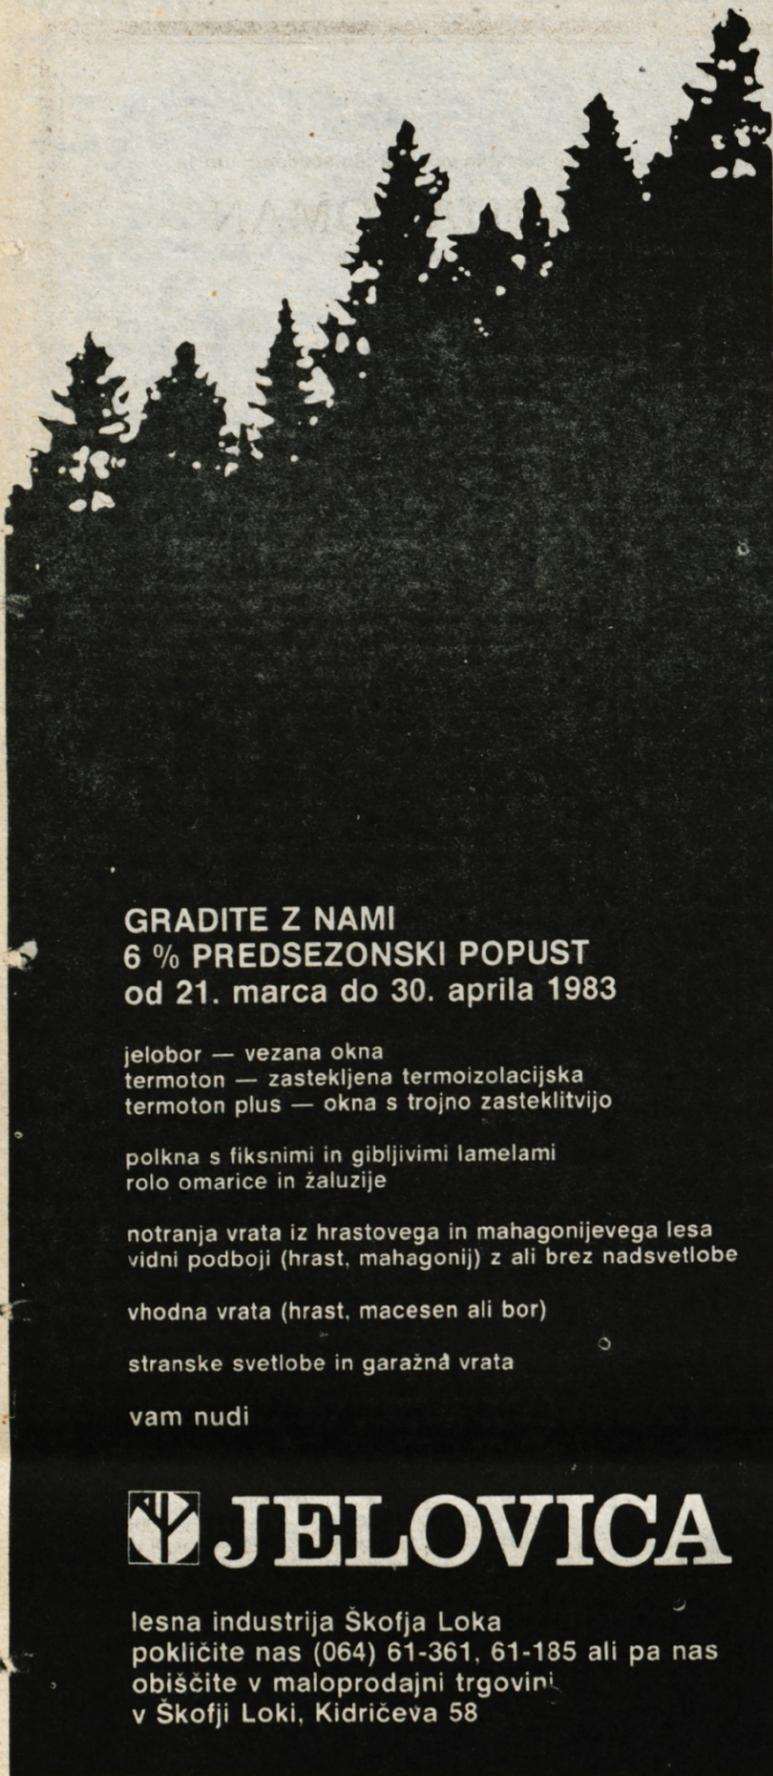 GRADITE Z NAMI
6 % PREDSEZONSKI POPUST
od 21. marca do 30. aprila 1983
jelobor — vezana okna
termoton — zastekljena termoizolacijska
termoton plus — okna s trojno zasteklitvijo
polkna s fiksnimi in gibljivimi lamelami
rolo omarice in žaluzije
notranja vrata iz hrastovega in mahagonijevega lesa
vidni podboji (hrast, mahagonij) z ali brez nadsvetlobe
vhodna vrata (hrast, macesen ali bor)
stranske svetlobe in garažna vrata
vam nudi
JELOVICA
lesna industrija Škofja Loka
pokličite nas (064) 61-361, 61-185 ali pa nas
obiščite v maloprodajni trgovini
v Škofji Loki, Kidričeva 58